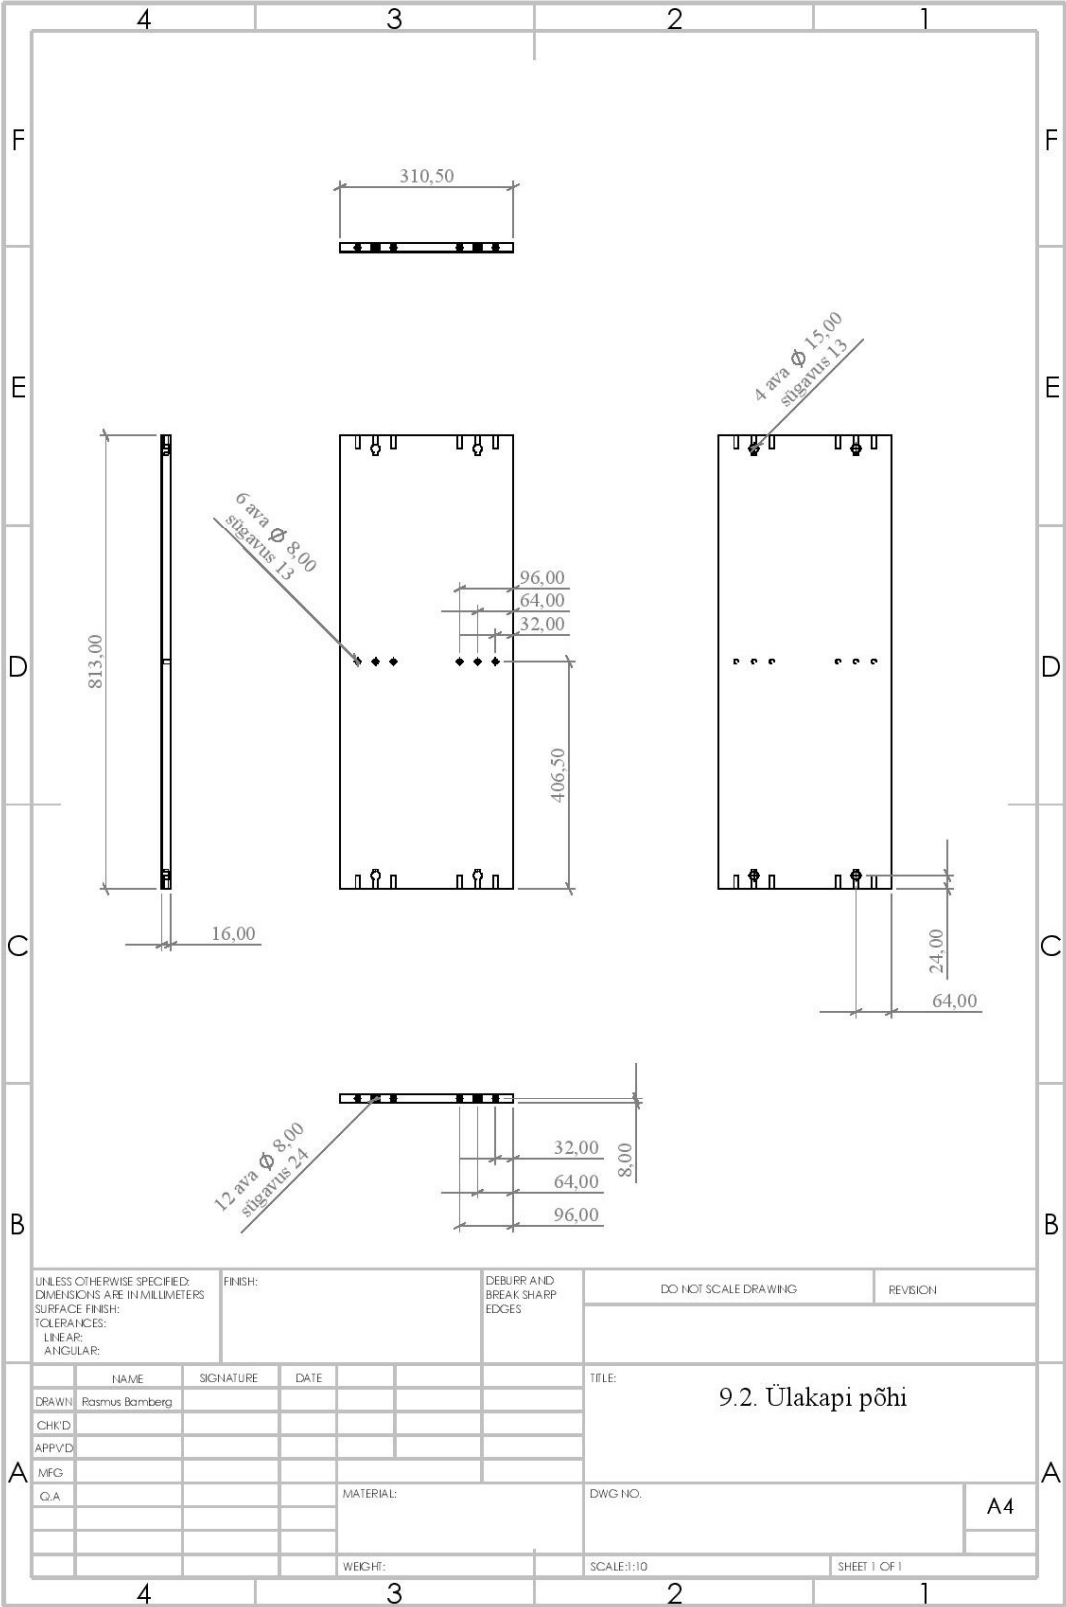 4 3 2 1
F F
310,50
E E
4 ava Ø 15,00
sügavus 13
6 ava Ø 8,00
sügavus 13
96,00
64,00
32,00
D D
813,00
406,50
C C
16,00
24,00
64,00
12 ava Ø 8,00
sügavus 24
32,00
64,00
96,00
8,00
B B
UNLESS OTHERWISE SPECIFIED:
DIMENSIONS ARE IN MILLIMETERS
SURFACE FINISH:
TOLERANCES:
LINEAR:
ANGULAR:
FINISH:
DEBURR AND
BREAK SHARP
EDGES
DO NOT SCALE DRAWING
REVISION
NAME SIGNATURE DATE
DRAWN Rasmus Bamberg
CHK'D
APPV'D
MFG
Q.A
TITLE:
9.2. Ülakapi põhi
A A
MATERIAL:
DWG NO.
A4
WEIGHT:
SCALE:1:10
SHEET 1 OF 1
4 3 2 1